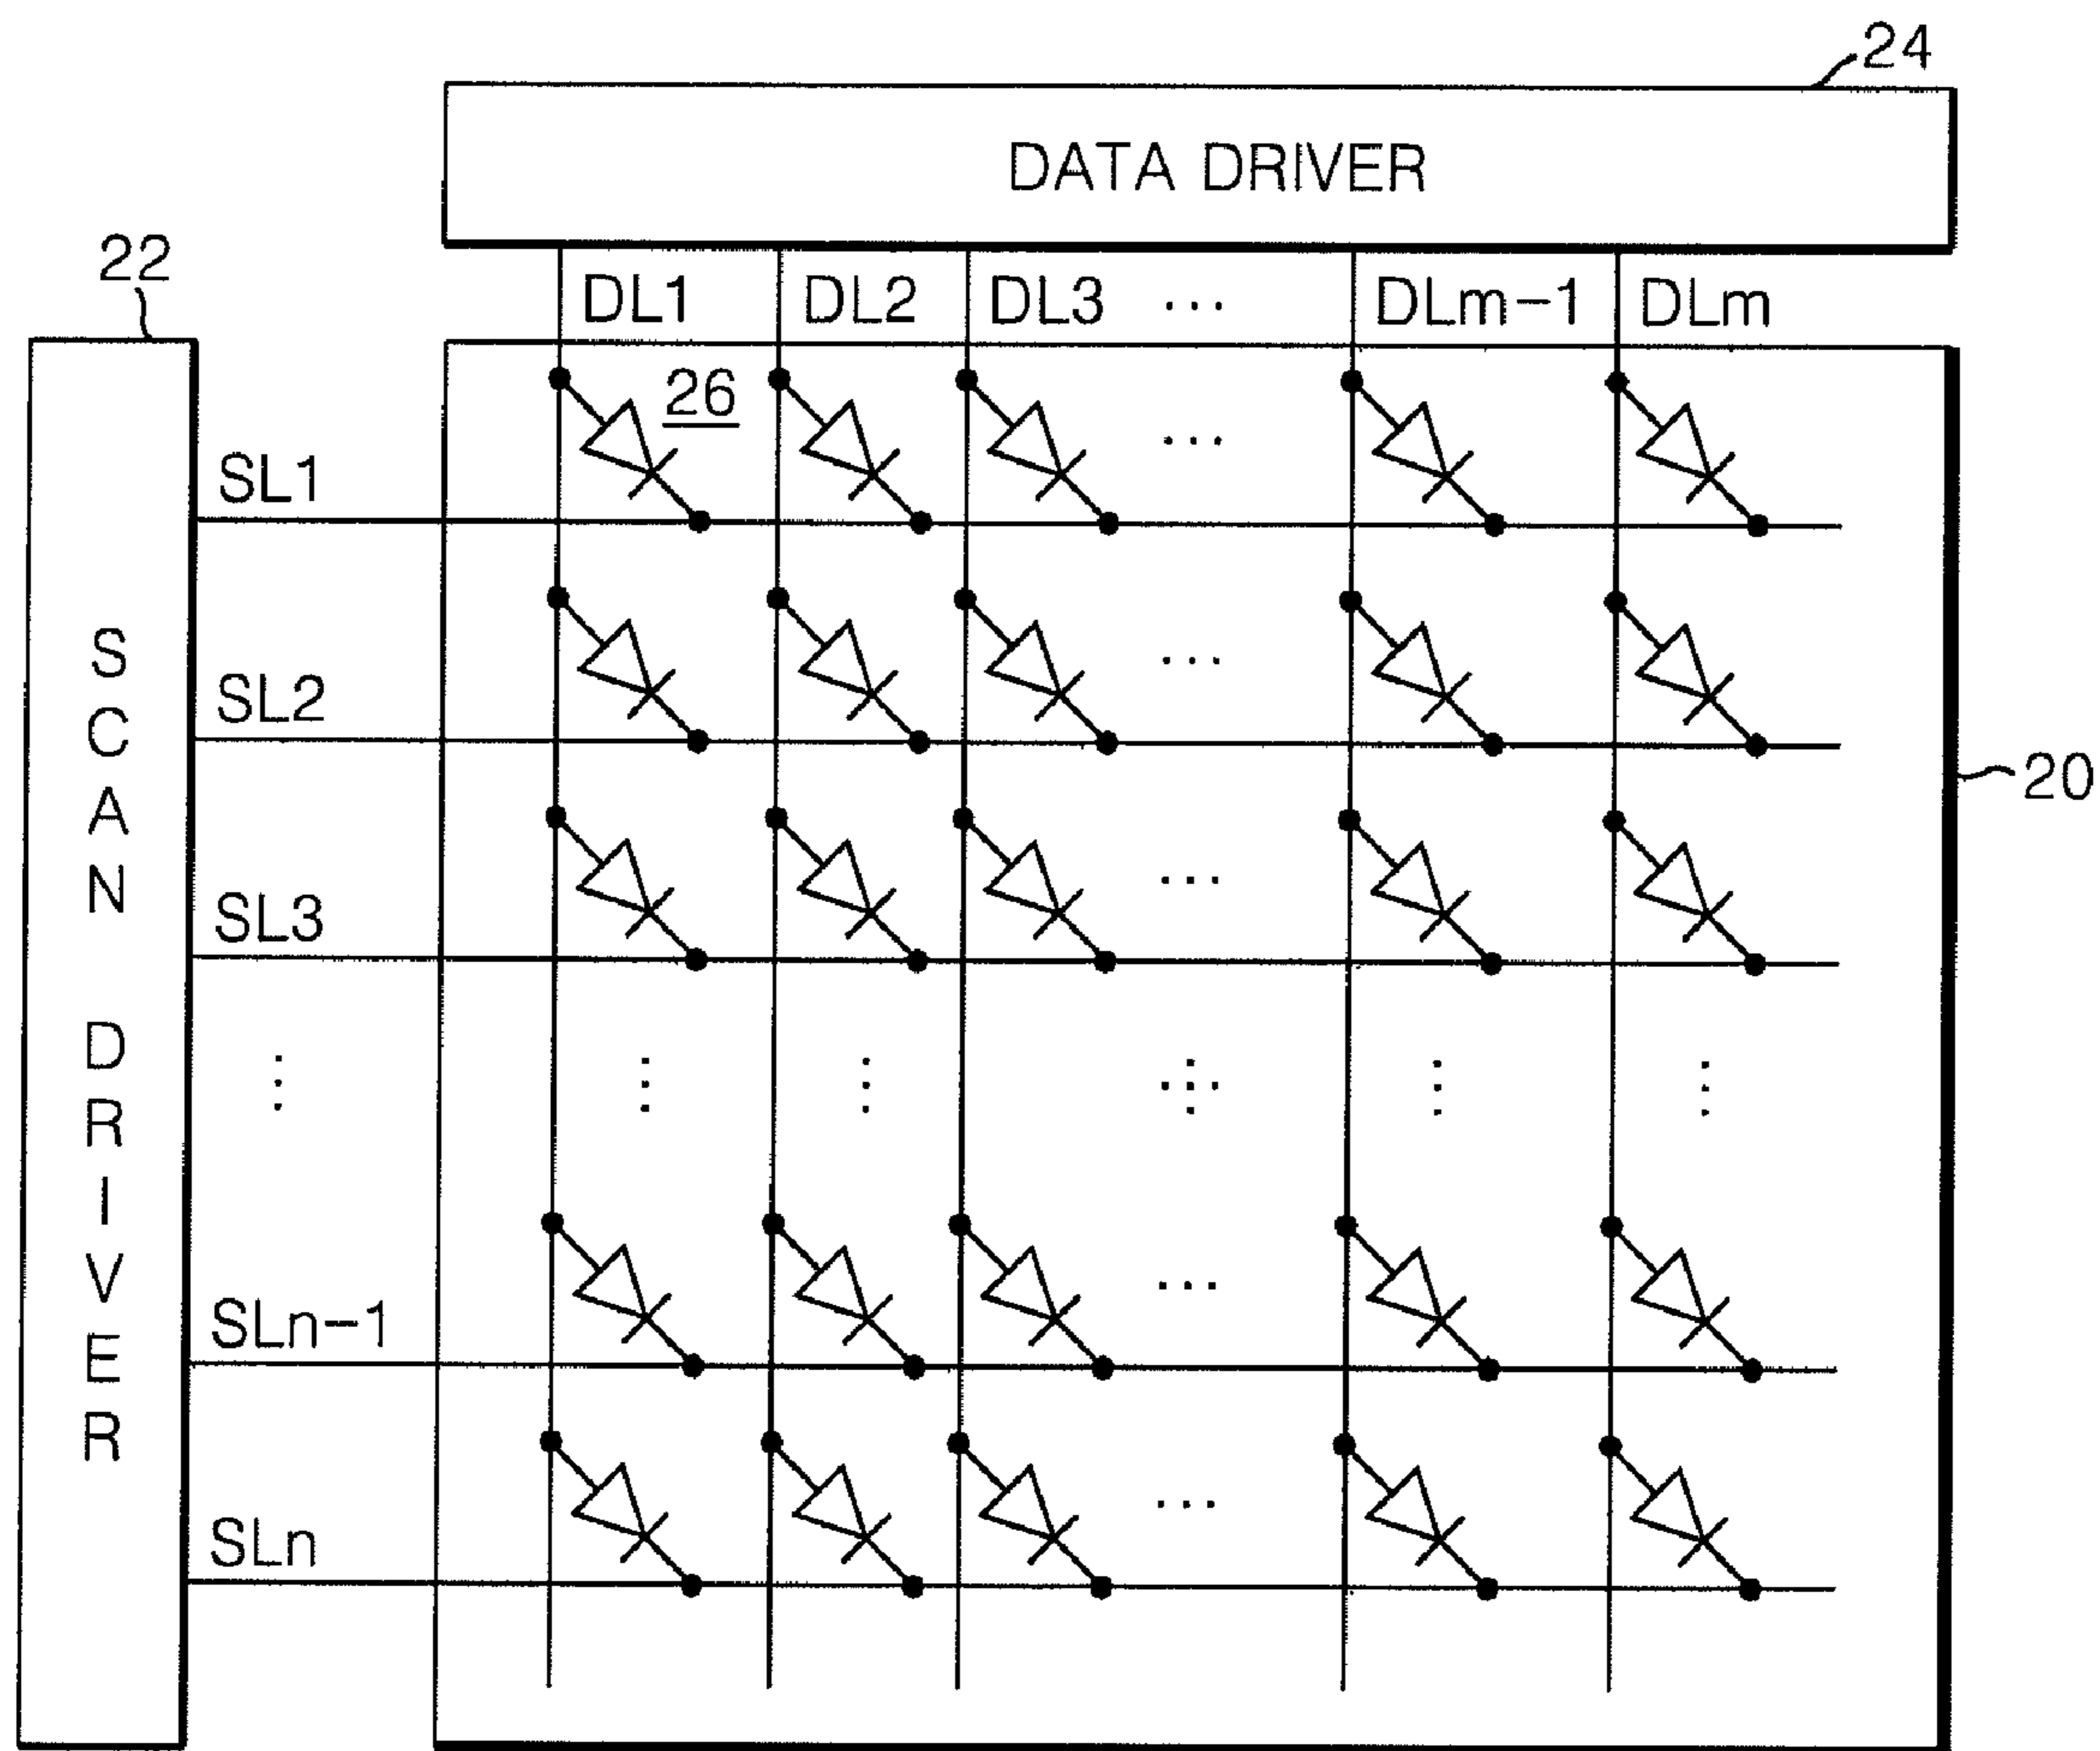 24
DATA DRIVER
22
DL1 DL2 DL3 ... DLm-1 DLm
26
...
SL1
SCAN DRIVER
...
SL2
20
...
SL3
...
SLn-1
...
SLn